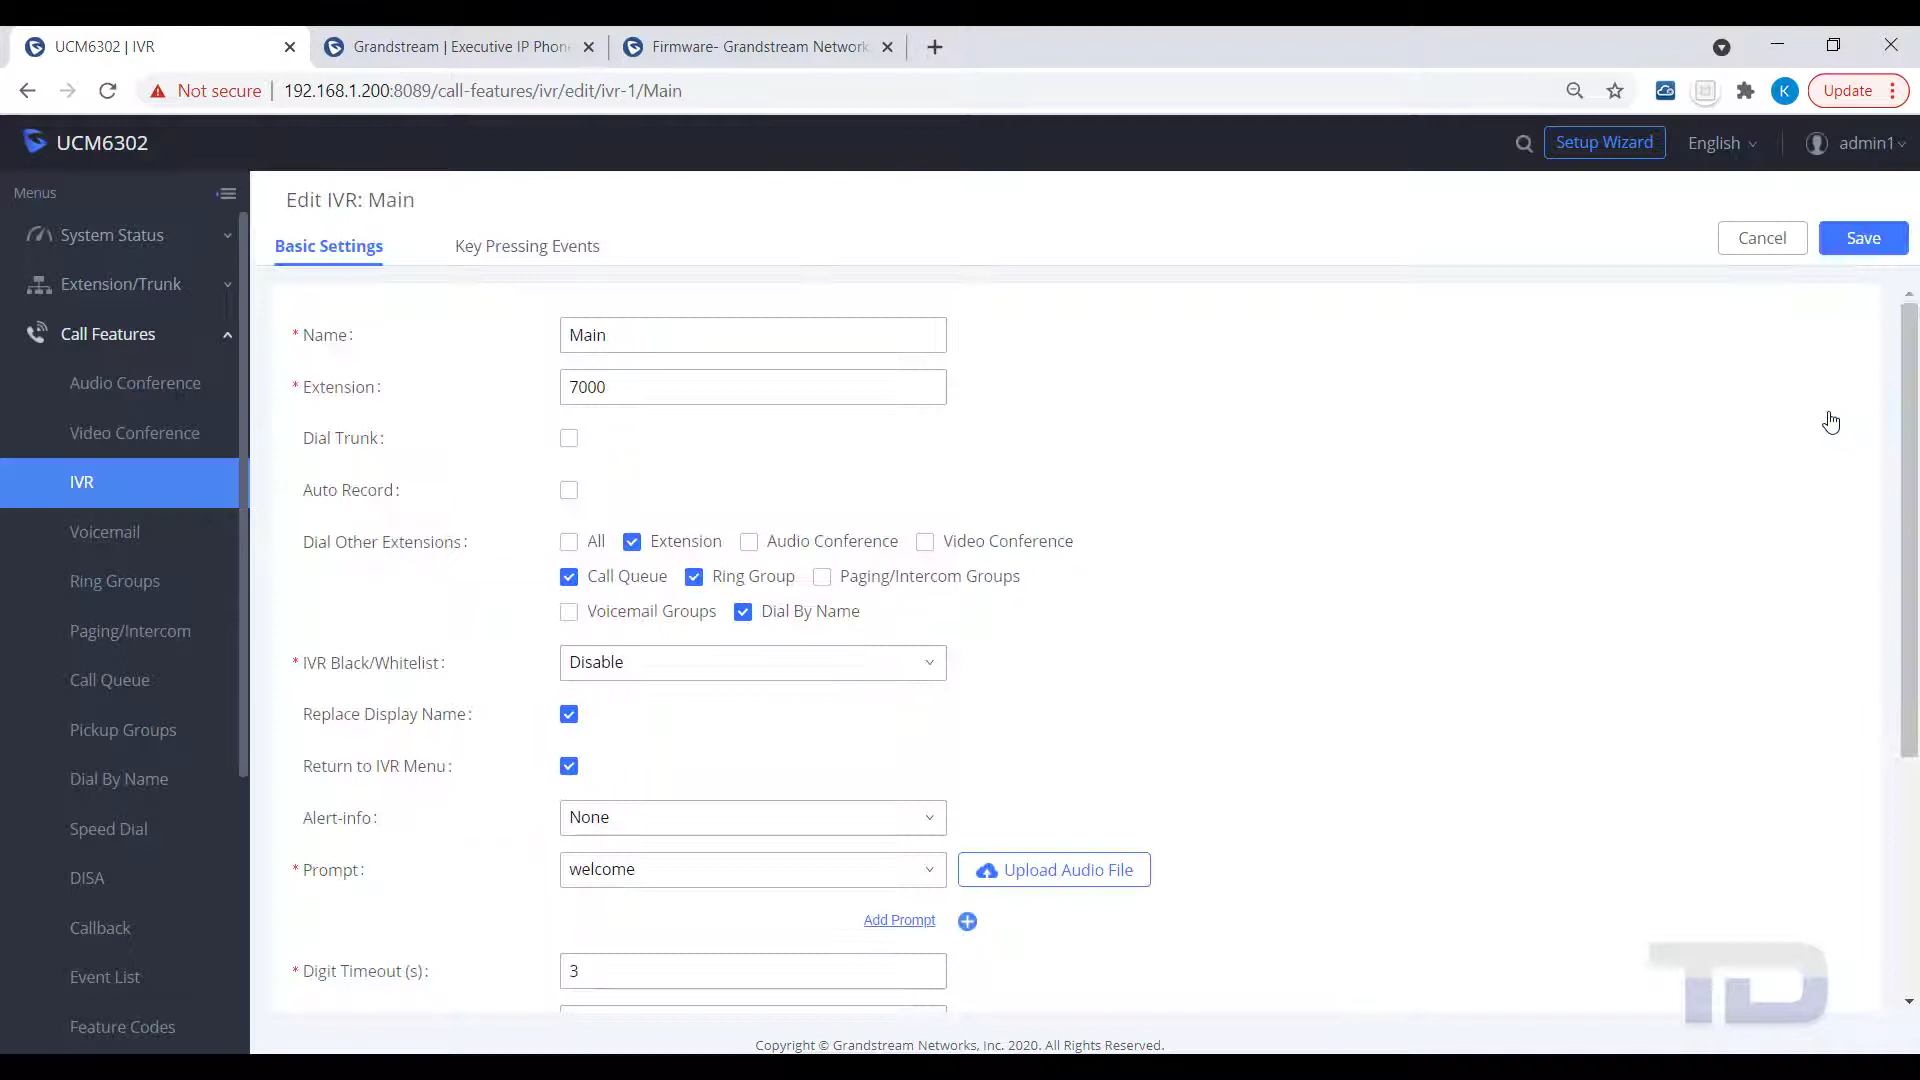 UCM6302 | IVR
Grandstream | Executive IP Phon
Firmware- Grandstream Network
Not secure
192.168.1.200:8089/call-features/ivr/edit/ivr-1/Main
K
Update
UCM6302
Setup Wizard
English
admin1
Menus
System Status
Extension/Trunk
Call Features
Audio Conference
Video Conference
IVR
Voicemail
Ring Groups
Paging/Intercom
Call Queue
Pickup Groups
Dial By Name
Speed Dial
DISA
Callback
Event List
Feature Codes
Edit IVR: Main
Basic Settings
Key Pressing Events
Cancel
Save
* Name:
Main
* Extension:
7000
Dial Trunk:
Auto Record:
Dial Other Extensions:
All Extension Audio Conference Video Conference
Call Queue Ring Group Paging/Intercom Groups
Voicemail Groups Dial By Name
* IVR Black/Whitelist:
Disable
Replace Display Name:
Return to IVR Menu:
Alert-info:
None
* Prompt:
welcome
Upload Audio File
Add Prompt
* Digit Timeout (s):
3
TD
Copyright © Grandstream Networks, Inc. 2020. All Rights Reserved.